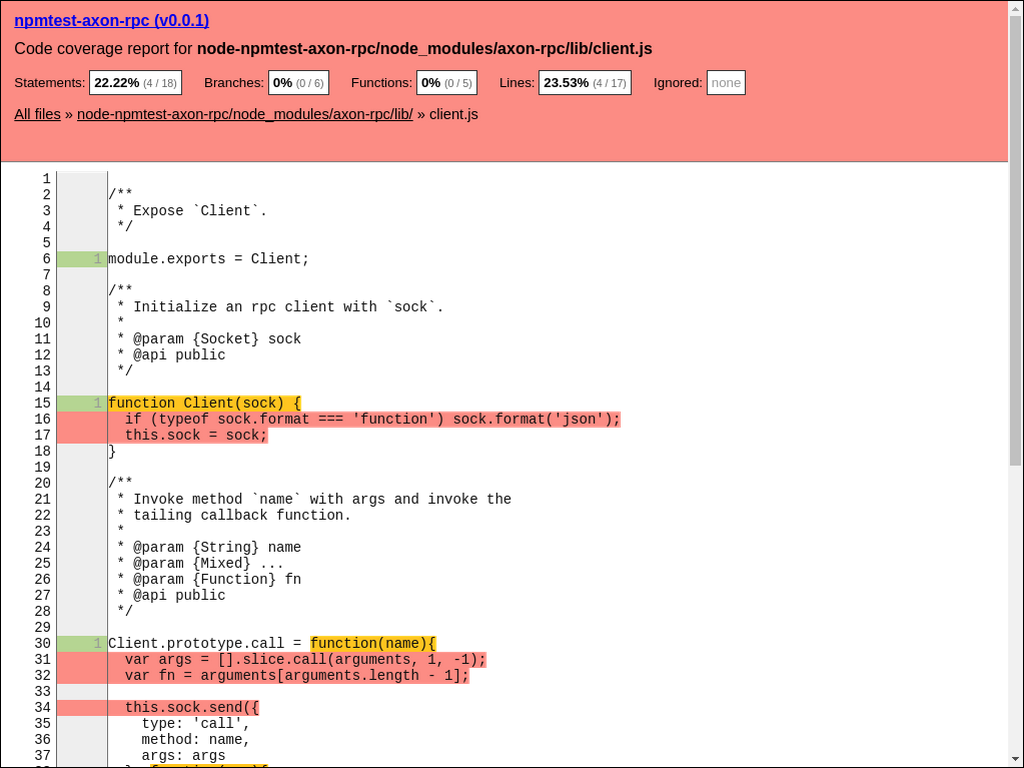 npmtest-axon-rpc (v0.0.1)
Code coverage report for node-npmtest-axon-rpc/node_modules/axon-rpc/lib/client.js
Statements: 22.22% (4 / 18) Branches: 0% (0 / 6) Functions: 0% (0 / 5) Lines: 23.53% (4 / 17) Ignored: none
All files » node-npmtest-axon-rpc/node_modules/axon-rpc/lib/ » client.js
1
2 /**
3  * Expose `Client`.
4  */
5
6 1 module.exports = Client;
7
8 /**
9  * Initialize an rpc client with `sock`.
10  *
11  * @param {Socket} sock
12  * @api public
13  */
14
15 1 function Client(sock) {
16   if (typeof sock.format === 'function') sock.format('json');
17   this.sock = sock;
18 }
19
20 /**
21  * Invoke method `name` with args and invoke the
22  * tailing callback function.
23  *
24  * @param {String} name
25  * @param {Mixed} ...
26  * @param {Function} fn
27  * @api public
28  */
29
30 1 Client.prototype.call = function(name){
31   var args = [].slice.call(arguments, 1, -1);
32   var fn = arguments[arguments.length - 1];
33
34   this.sock.send({
35     type: 'call',
36     method: name,
37     args: args